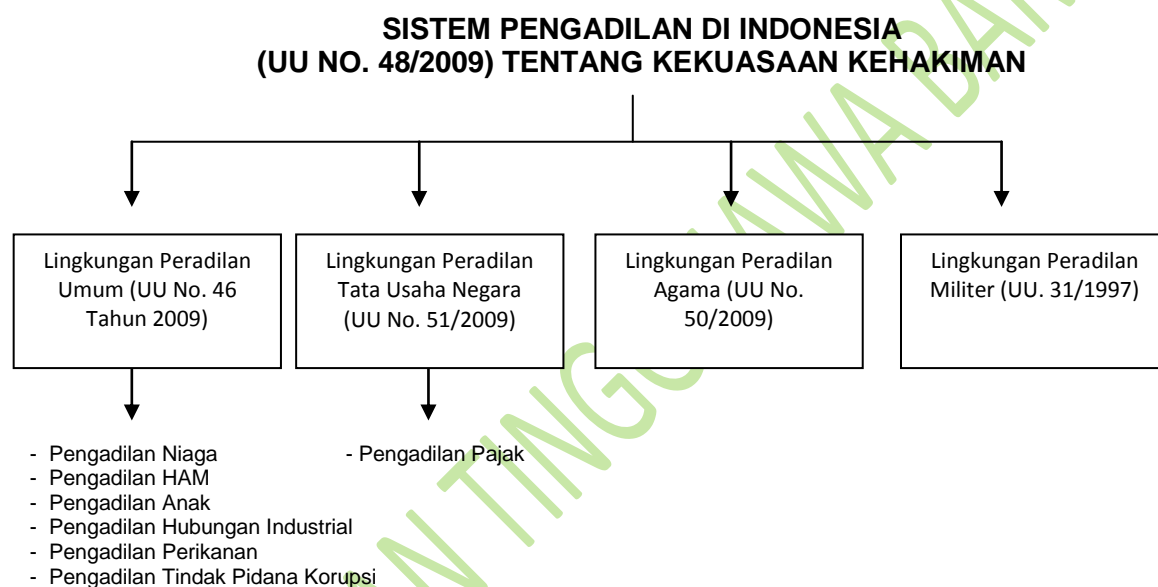 SISTEM PENGADILAN DI INDONESIA
(UU NO. 48/2009) TENTANG KEKUASAAN KEHAKIMAN
Lingkungan Peradilan
Umum (UU No. 46
Tahun 2009)
Lingkungan Peradilan
Tata Usaha Negara
(UU No. 51/2009)
Lingkungan Peradilan
Agama (UU No.
50/2009)
Lingkungan Peradilan
Militer (UU. 31/1997)
- Pengadilan Niaga
- Pengadilan HAM
- Pengadilan Anak
- Pengadilan Hubungan Industrial
- Pengadilan Perikanan
- Pengadilan Tindak Pidana Korupsi
- Pengadilan Pajak